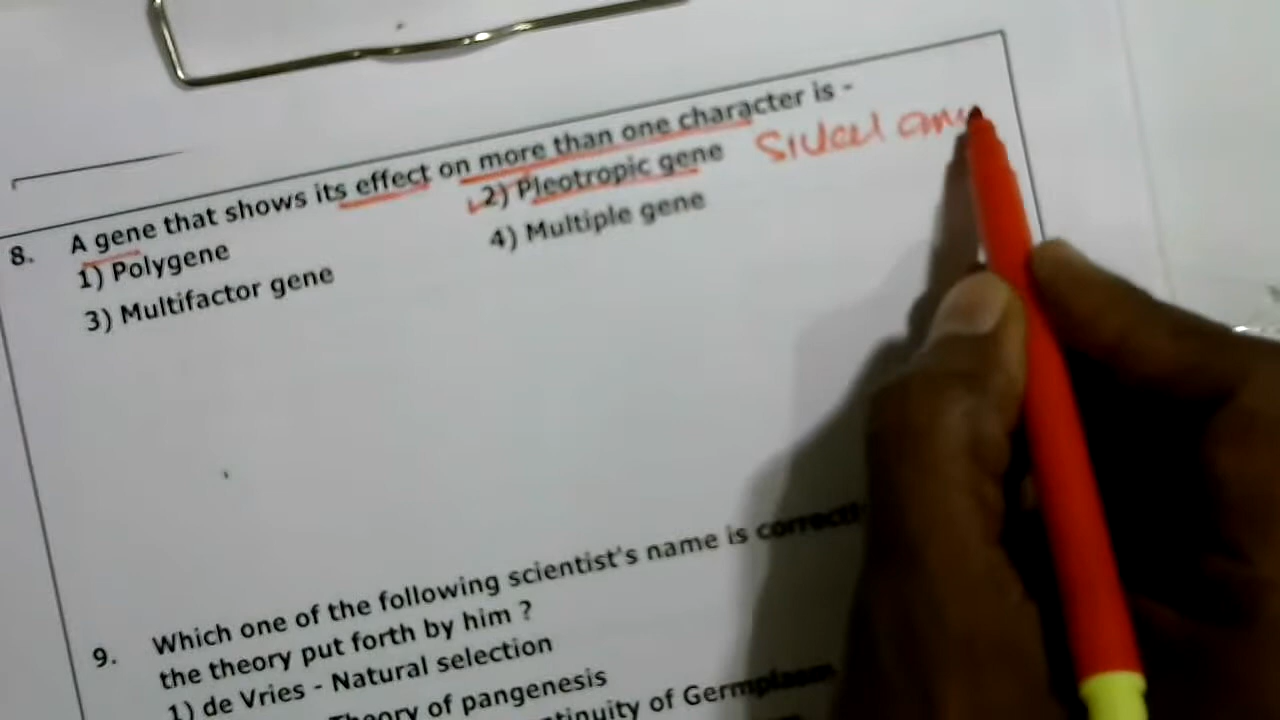 8. A gene that shows its effect on more than one character is -
1) Polygene 2) Pleotropic gene
3) Multifactor gene 4) Multiple gene
9. Which one of the following scientist's name is
the theory put forth by him ?
1) de Vries - Natural selection
Theory of pangenesis
of Germplasm